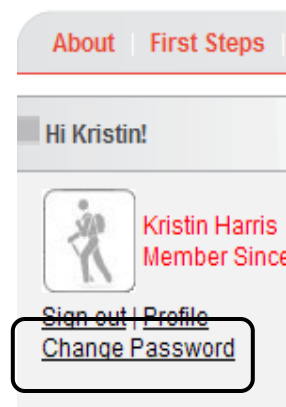 About First Steps
Hi Kristin!
Kristin Harris
Member Since
Sign out | Profile
Change Password